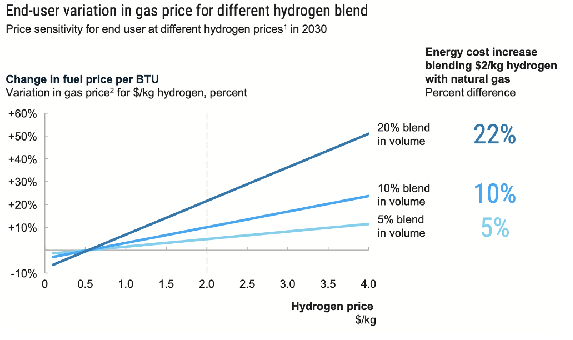 End-user variation in gas price for different hydrogen blend
Price sensitivity for end user at different hydrogen prices¹ in 2030
Energy cost increase
blending $2/kg hydrogen
with natural gas
Percent difference
Change in fuel price per BTU
Variation in gas price² for $/kg hydrogen, percent
+60%
+50%
+40%
+30%
+20%
+10%
-10%
20% blend
in volume
22%
10% blend
in volume
10%
5% blend
in volume
5%
0
0.5
1.0
1.5
2.0
2.5
3.0
3.5
4.0
Hydrogen price
$/kg